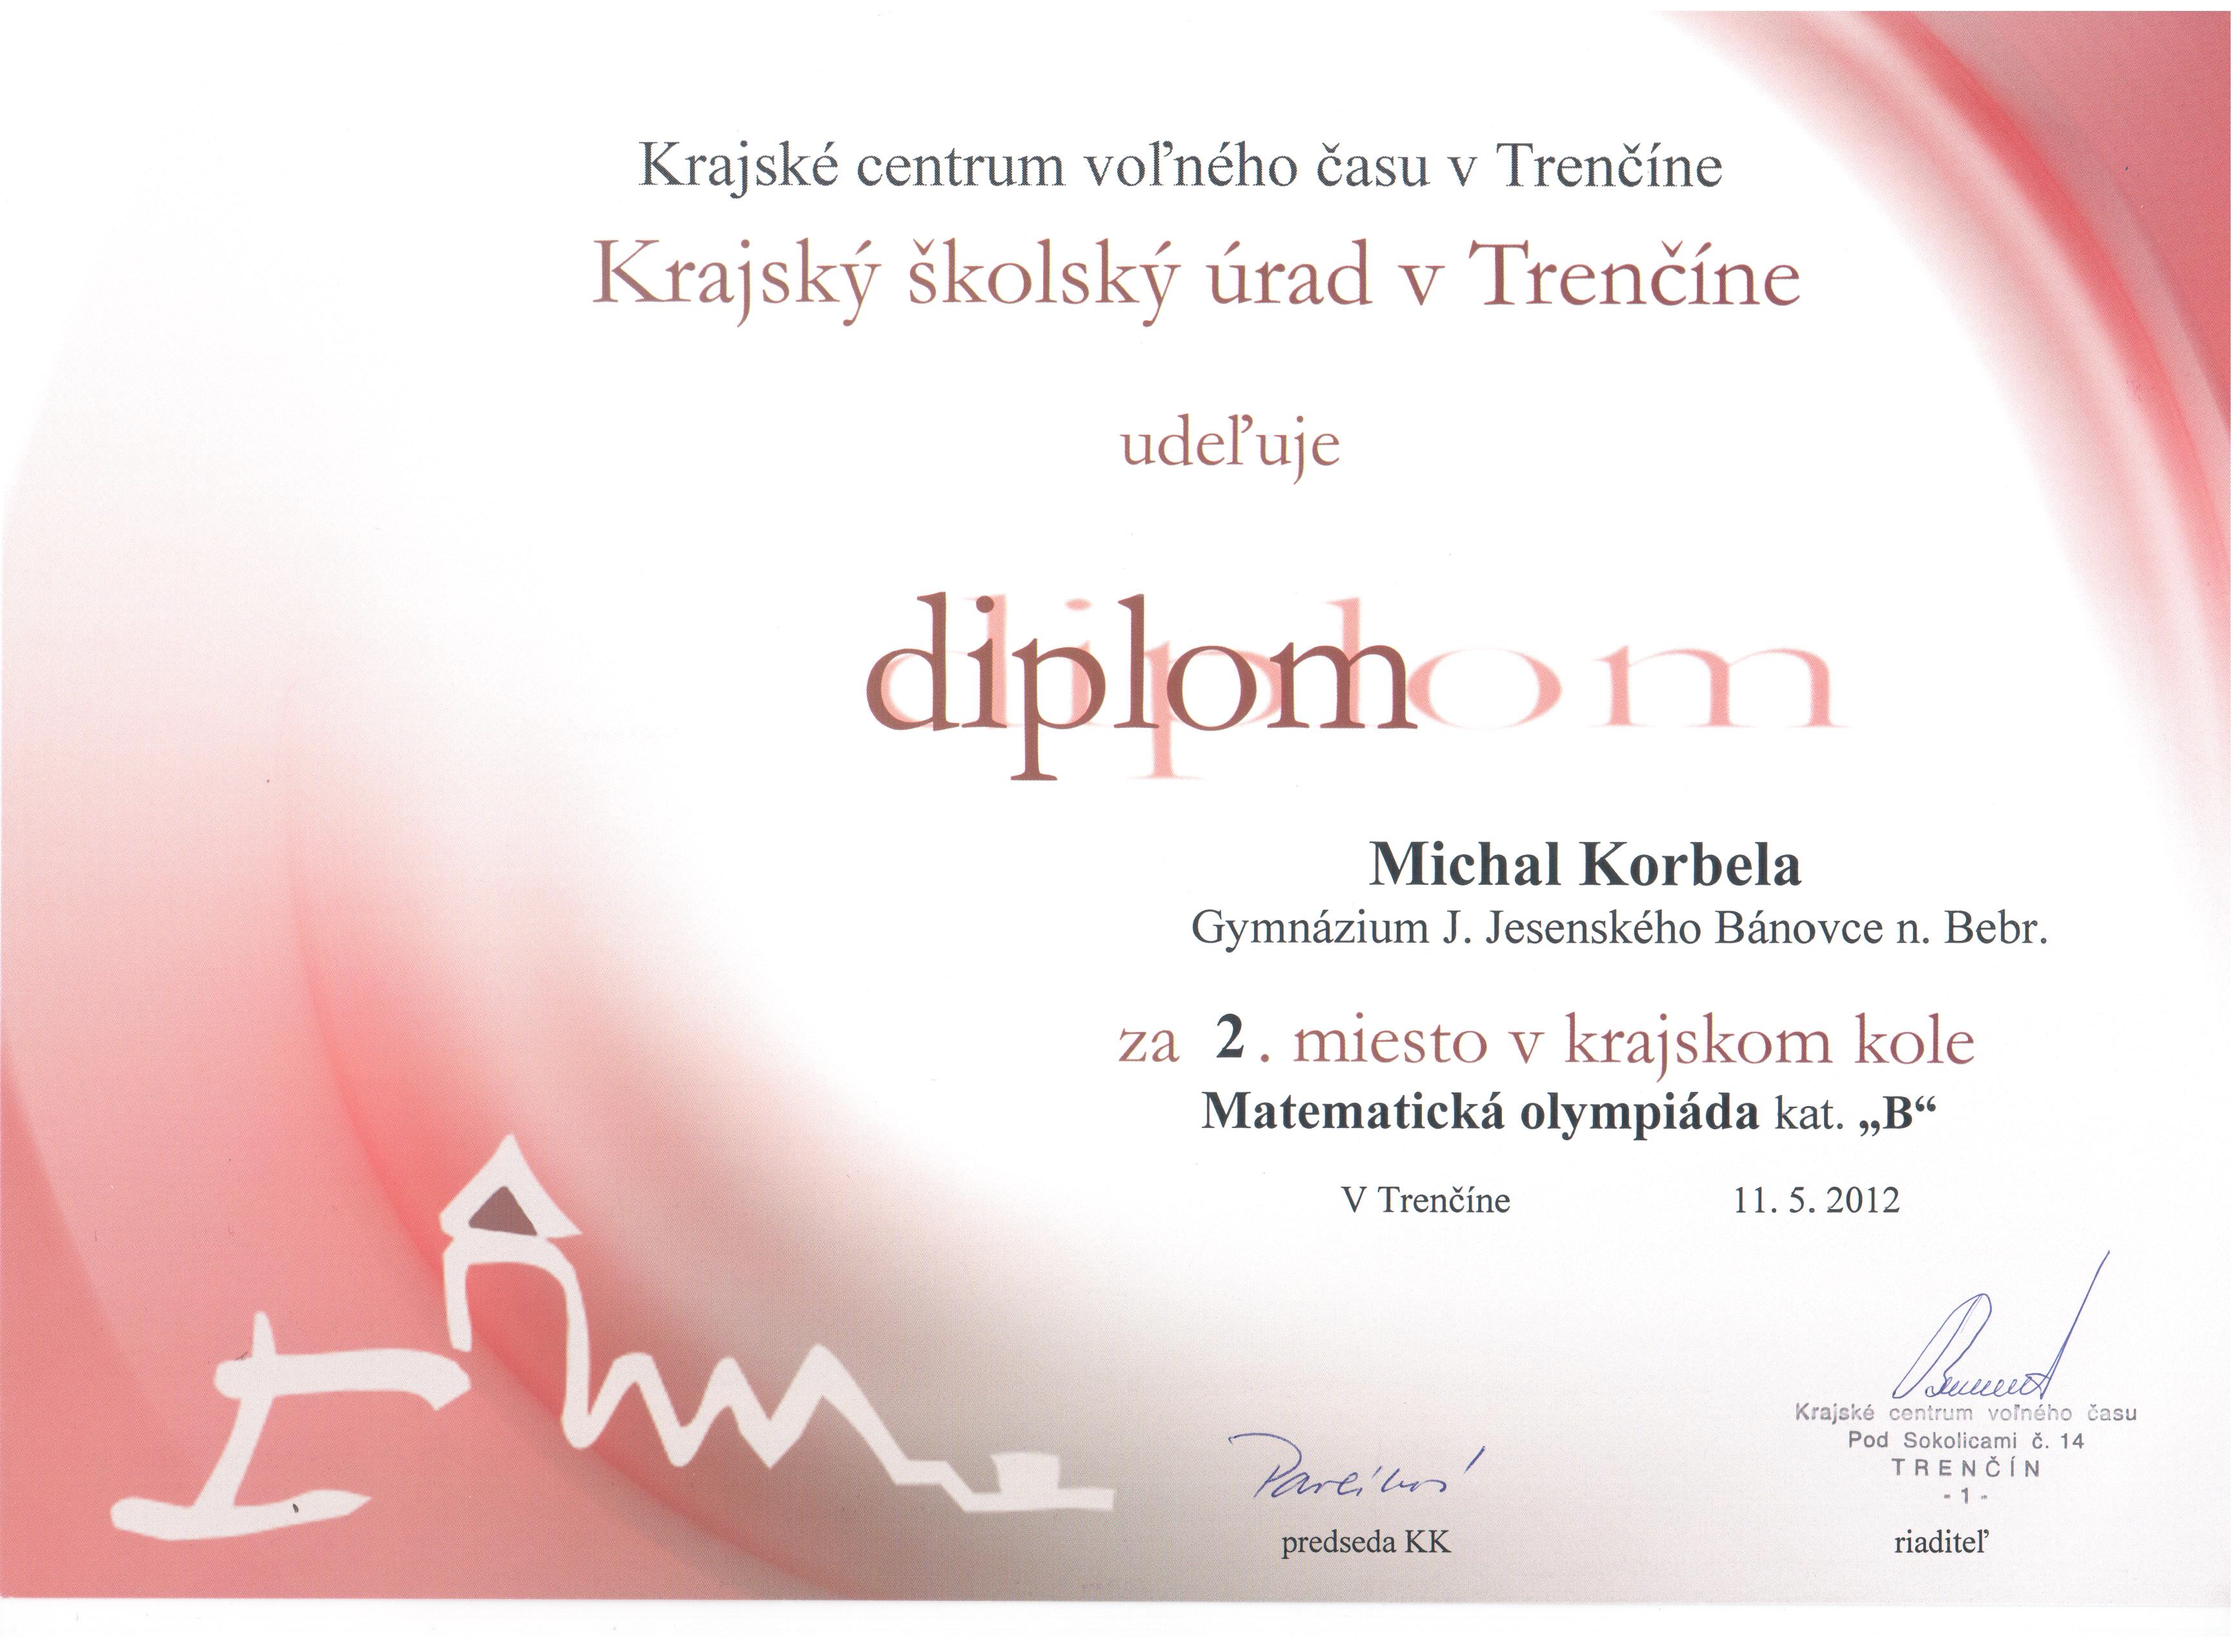 Krajské centrum voľného času v Trenčíne
Krajský školský úrad v Trenčíne
udeľuje
diplom
Michal Korbela
Gymnázium J. Jesenského Bánovce n. Bebr.
za 2. miesto v krajskom kole
Matematická olympiáda kat. „B“
V Trenčíne 11. 5. 2012
Krajské centrum voľného času
Pod Sokolicami č. 14
TRENČÍN
- 1 -
predseda KK riaditeľ